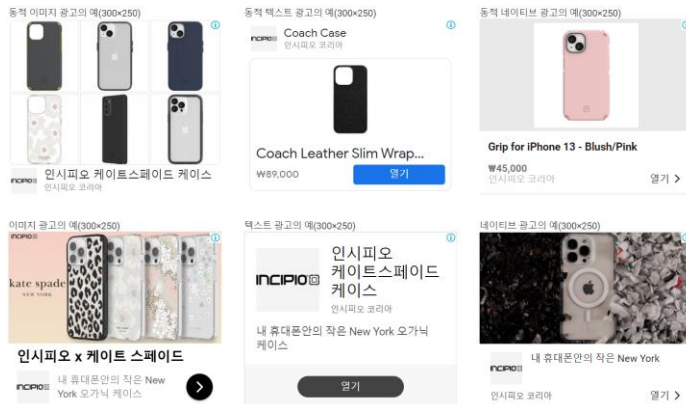 동적 이미지 광고의 예(300×250)
인시피오 케이트스페이드 케이스
INCIPIO
인시피오 코리아
동적 텍스트 광고의 예(300×250)
INCIPIO
Coach Case
인시피오 코리아
Coach Leather Slim Wrap...
₩89,000
열기
동적 네이티브 광고의 예(300×250)
Grip for iPhone 13 - Blush/Pink
₩45,000
인시피오 코리아
열기
이미지 광고의 예(300×250)
INCIPIO
kate spade
NEW YORK
인시피오 x 케이트 스페이드
INCIPIO
내 휴대폰안의 작은 New
York 오가닉 케이스
텍스트 광고의 예(300×250)
INCIPIO
인시피오
케이트스페이드
케이스
인시피오 코리아
내 휴대폰안의 작은 New York 오가닉
케이스
열기
네이티브 광고의 예(300×250)
INCIPIO
내 휴대폰안의 작은 New York
인시피오 코리아
열기